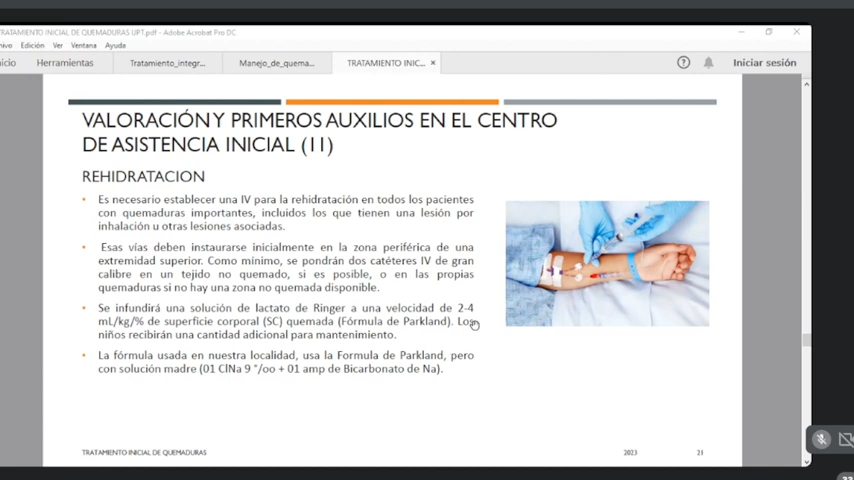 TRATAMIENTO INICIAL DE QUEMADURAS UPT.pdf - Adobe Acrobat Pro DC
Edición Ver Ventana Ayuda
Herramientas Tratamiento_integr... Manejo_de_quema... TRATAMIENTO INIC... × Iniciar sesión
VALORACIÓN Y PRIMEROS AUXILIOS EN EL CENTRO
DE ASISTENCIA INICIAL (11)
REHIDRATACION
• Es necesario establecer una IV para la rehidratación en todos los pacientes
con quemaduras importantes, incluidos los que tienen una lesión por
inhalación u otras lesiones asociadas.
• Esas vías deben instaurarse inicialmente en la zona periférica de una
extremidad superior. Como mínimo, se pondrán dos catéteres IV de gran
calibre en un tejido no quemado, si es posible, o en las propias
quemaduras si no hay una zona no quemada disponible.
• Se infundirá una solución de lactato de Ringer a una velocidad de 2-4
mL/kg/% de superficie corporal (SC) quemada (Fórmula de Parkland). Los
niños recibirán una cantidad adicional para mantenimiento.
• La fórmula usada en nuestra localidad, usa la Formula de Parkland, pero
con solución madre (01 ClNa 9 °/oo + 01 amp de Bicarbonato de Na).
TRATAMIENTO INICIAL DE QUEMADURAS 2023 21